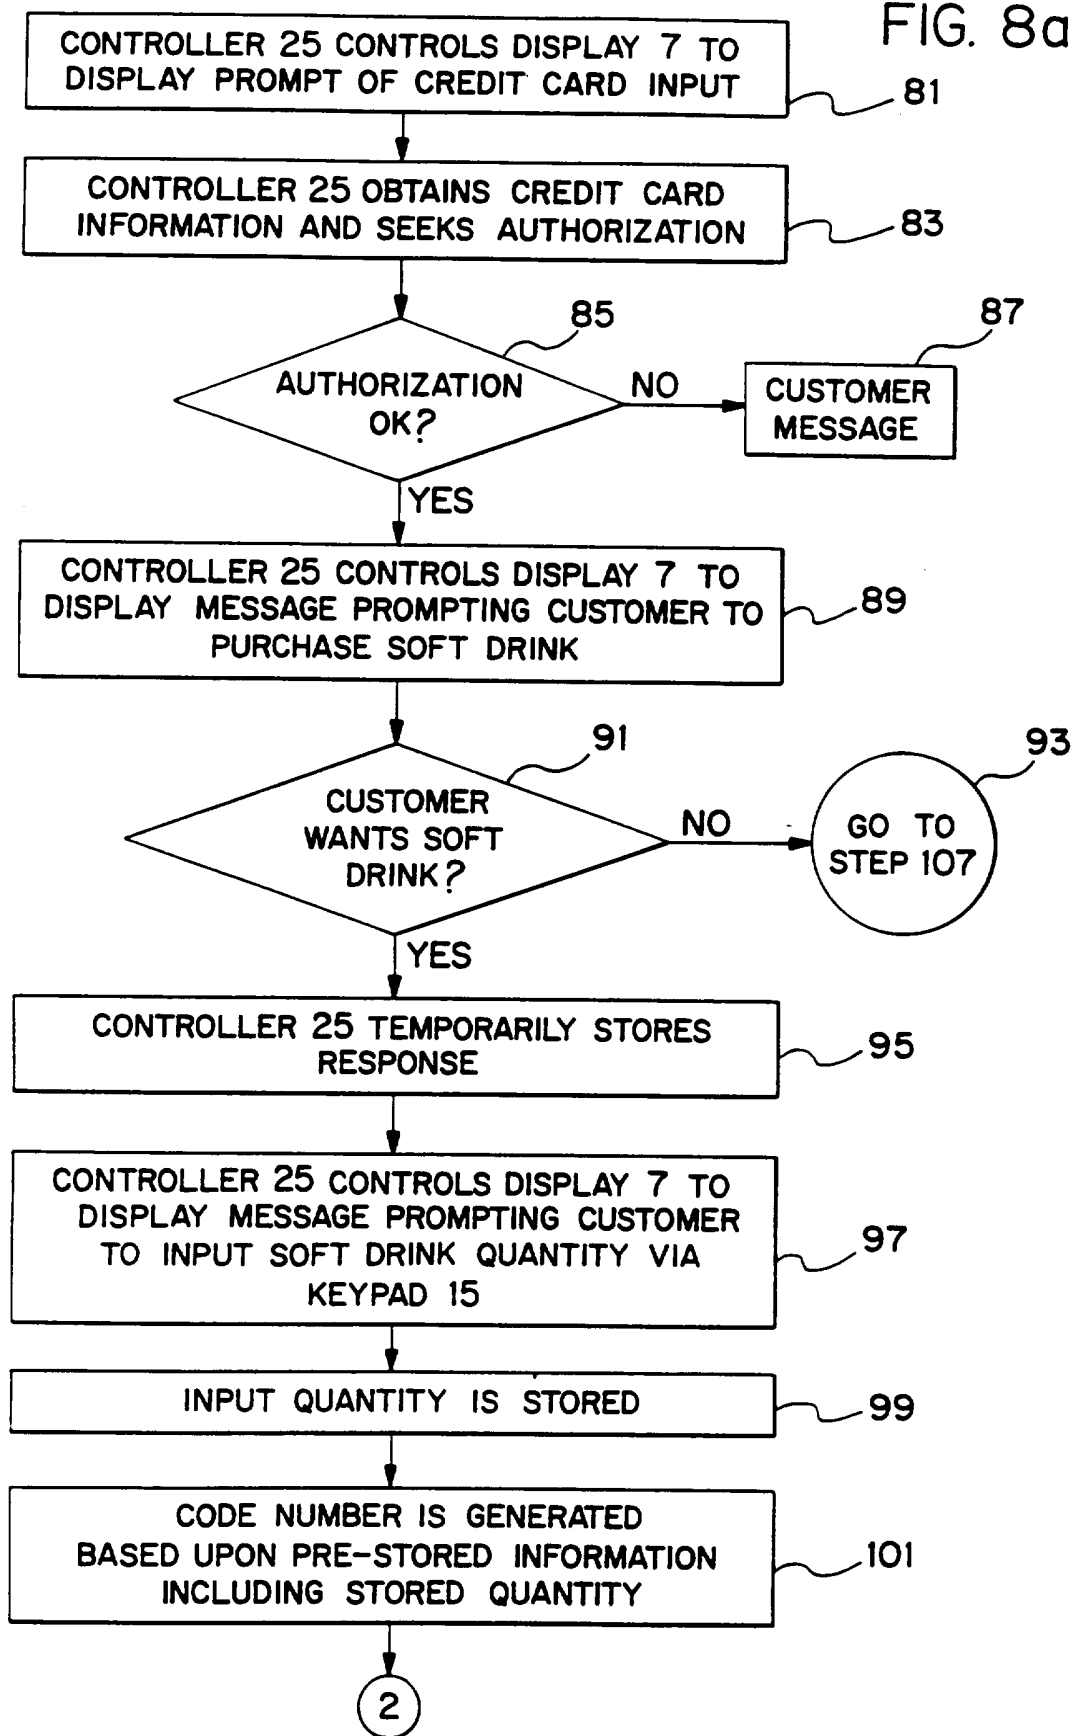 FIG. 8a
CONTROLLER 25 CONTROLS DISPLAY 7 TO
DISPLAY PROMPT OF CREDIT CARD INPUT
81
CONTROLLER 25 OBTAINS CREDIT CARD
INFORMATION AND SEEKS AUTHORIZATION
83
85
AUTHORIZATION
OK?
NO
87
CUSTOMER
MESSAGE
YES
CONTROLLER 25 CONTROLS DISPLAY 7 TO
DISPLAY MESSAGE PROMPTING CUSTOMER TO
PURCHASE SOFT DRINK
89
91
CUSTOMER
WANTS SOFT
DRINK?
NO
93
GO TO
STEP 107
YES
CONTROLLER 25 TEMPORARILY STORES
RESPONSE
95
CONTROLLER 25 CONTROLS DISPLAY 7 TO
DISPLAY MESSAGE PROMPTING CUSTOMER
TO INPUT SOFT DRINK QUANTITY VIA
KEYPAD 15
97
INPUT QUANTITY IS STORED
99
CODE NUMBER IS GENERATED
BASED UPON PRE-STORED INFORMATION
INCLUDING STORED QUANTITY
101
2